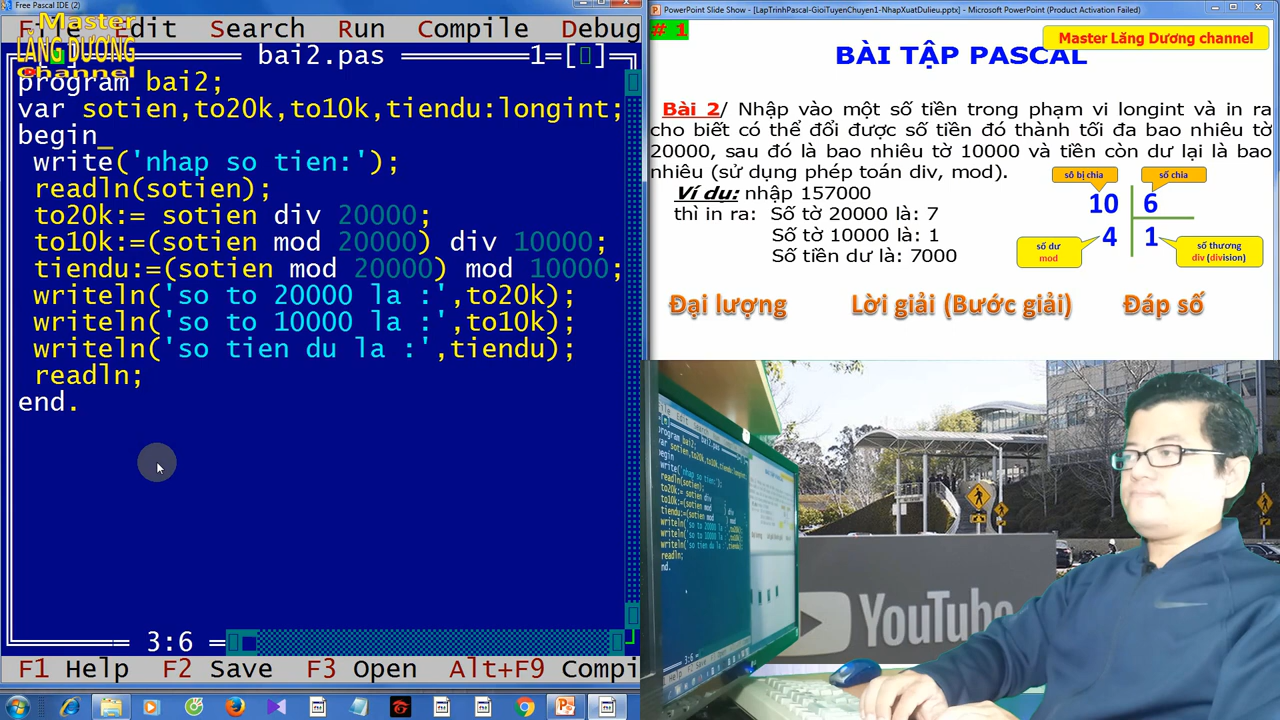 Free Pascal IDE (2)
File Edit Search Run Compile Debug
Master
LĂNG DƯƠNG
Channel
bai2.pas 1=[ ]
program bai2;
var sotien,to20k,to10k,tiendu:longint;
begin
write('nhap so tien:');
readln(sotien);
to20k:= sotien div 20000;
to10k:=(sotien mod 20000) div 10000;
tiendu:=(sotien mod 20000) mod 10000;
writeln('so to 20000 la :',to20k);
writeln('so to 10000 la :',to10k);
writeln('so tien du la :',tiendu);
readln;
end.
3:6
F1 Help F2 Save F3 Open Alt+F9 Compi
PowerPoint Slide Show - [LapTrinhPascal-GioiTuyenChuyen1-NhapXuatDulieu.pptx] - Microsoft PowerPoint (Product Activation Failed)
# 1
Master Lăng Dương channel
BÀI TẬP PASCAL
Bài 2/ Nhập vào một số tiền trong phạm vi longint và in ra
cho biết có thể đổi được số tiền đó thành tối đa bao nhiêu tờ
20000, sau đó là bao nhiêu tờ 10000 và tiền còn dư lại là bao
nhiêu (sử dụng phép toán div, mod).
Ví dụ: nhập 157000
thì in ra: Số tờ 20000 là: 7
Số tờ 10000 là: 1
Số tiền dư là: 7000
số bị chia
số chia
10 6
4 1
số dư
mod
số thương
div (division)
Đại lượng Lời giải (Bước giải) Đáp số
YouTube